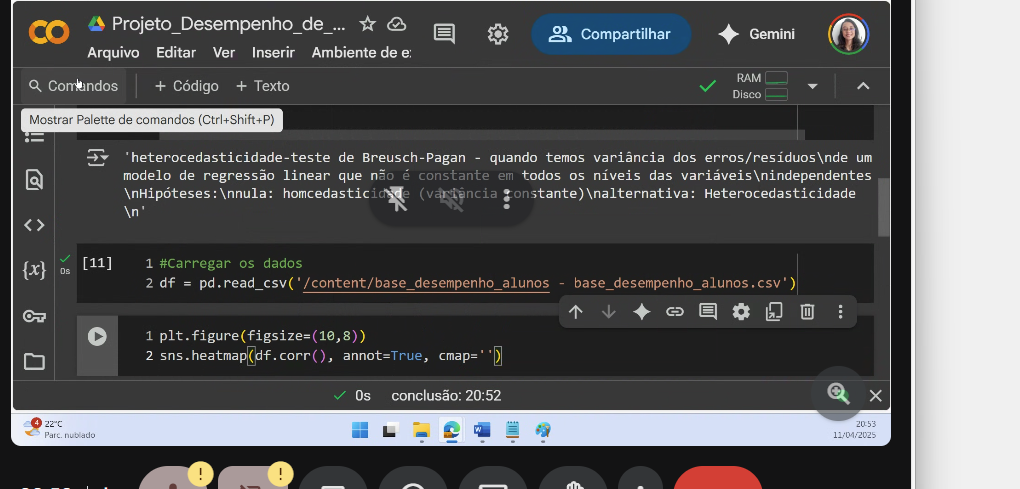 Projeto_Desempenho_de_...
Compartilhar
Gemini
Arquivo Editar Ver Inserir Ambiente de e:
Comandos + Código + Texto
RAM
Disco
Mostrar Palette de comandos (Ctrl+Shift+P)
'heterocedasticidade-teste de Breusch-Pagan - quando temos variância dos erros/resíduos\nde um
modelo de regressão linear que não é constante em todos os níveis das variáveis\nindependentes
\nHipóteses:\nnula: homcedasticidade (variância constante)\nalternativa: Heterocedasticidade
\n'
0s
[11]
1 #Carregar os dados
2 df = pd.read_csv('/content/base_desempenho_alunos - base_desempenho_alunos.csv')
1 plt.figure(figsize=(10,8))
2 sns.heatmap(df.corr(), annot=True, cmap='')
0s conclusão: 20:52
4
22°C
Parc. nublado
20:53
11/04/2025